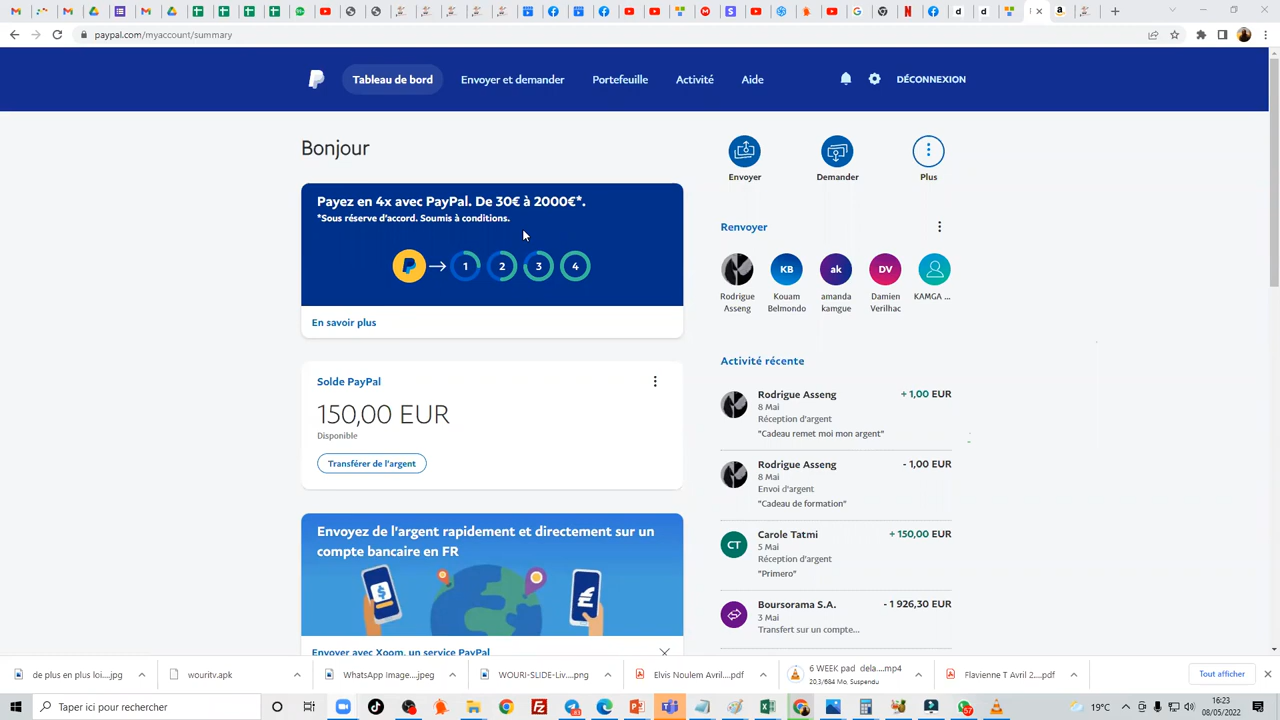 paypal.com/myaccount/summary
Tableau de bord
Envoyer et demander
Portefeuille
Activité
Aide
DÉCONNEXION
Bonjour
Payez en 4x avec PayPal. De 30€ à 2000€*.
*Sous réserve d'accord. Soumis à conditions.
1
2
3
4
En savoir plus
Solde PayPal
150,00 EUR
Disponible
Transférer de l'argent
Envoyez de l'argent rapidement et directement sur un
compte bancaire en FR
Envoyer avec Xoom, un service PayPal
Envoyer
Demander
Plus
Renvoyer
KB
ak
DV
Rodrigue
Asseng
Kouam
Belmondo
amanda
kamgue
Damien
Verilhac
KAMGA ...
Activité récente
Rodrigue Asseng
+ 1,00 EUR
8 Mai
Réception d'argent
"Cadeau remet moi mon argent"
Rodrigue Asseng
- 1,00 EUR
8 Mai
Envoi d'argent
"Cadeau de formation"
CT
Carole Tatmi
+ 150,00 EUR
5 Mai
Réception d'argent
"Primero"
Boursorama S.A.
- 1 926,30 EUR
3 Mai
Transfert sur un compte...
de plus en plus loi....jpg
wouritv.apk
WhatsApp Image....jpeg
WOURI-SLIDE-Liv....png
Elvis Noulem Avril....pdf
6 WEEK pad dela....mp4
20,3/684 Mo, Suspendu
Flavienne T Avril 2....pdf
Tout afficher
Taper ici pour rechercher
19°C
16:23
08/05/2022